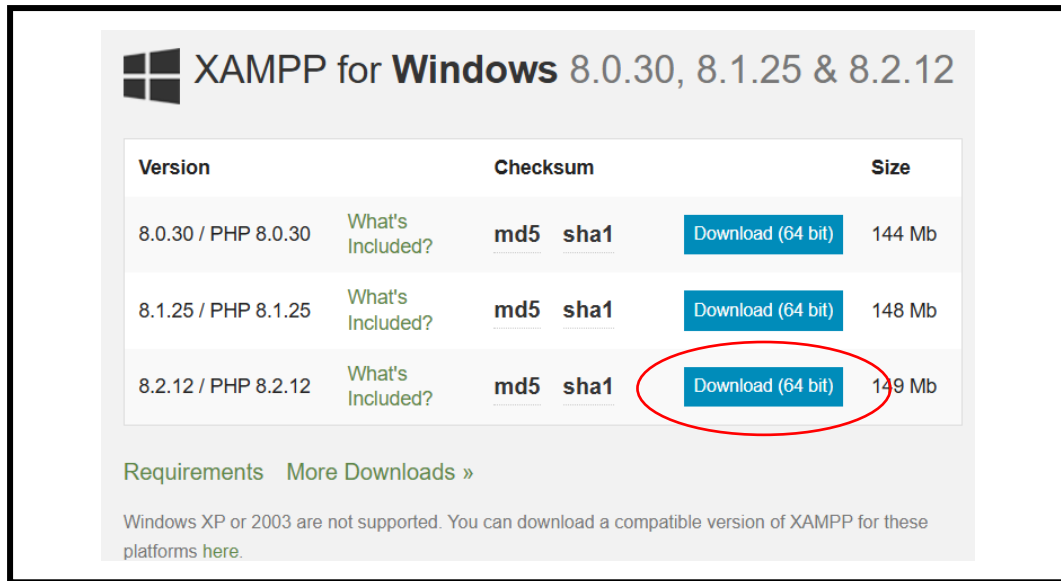 XAMPP for Windows 8.0.30, 8.1.25 & 8.2.12
Version Checksum Size
8.0.30 / PHP 8.0.30 What's Included? md5 sha1 Download (64 bit) 144 Mb
8.1.25 / PHP 8.1.25 What's Included? md5 sha1 Download (64 bit) 148 Mb
8.2.12 / PHP 8.2.12 What's Included? md5 sha1 Download (64 bit) 149 Mb
Requirements More Downloads »
Windows XP or 2003 are not supported. You can download a compatible version of XAMPP for these
platforms here.